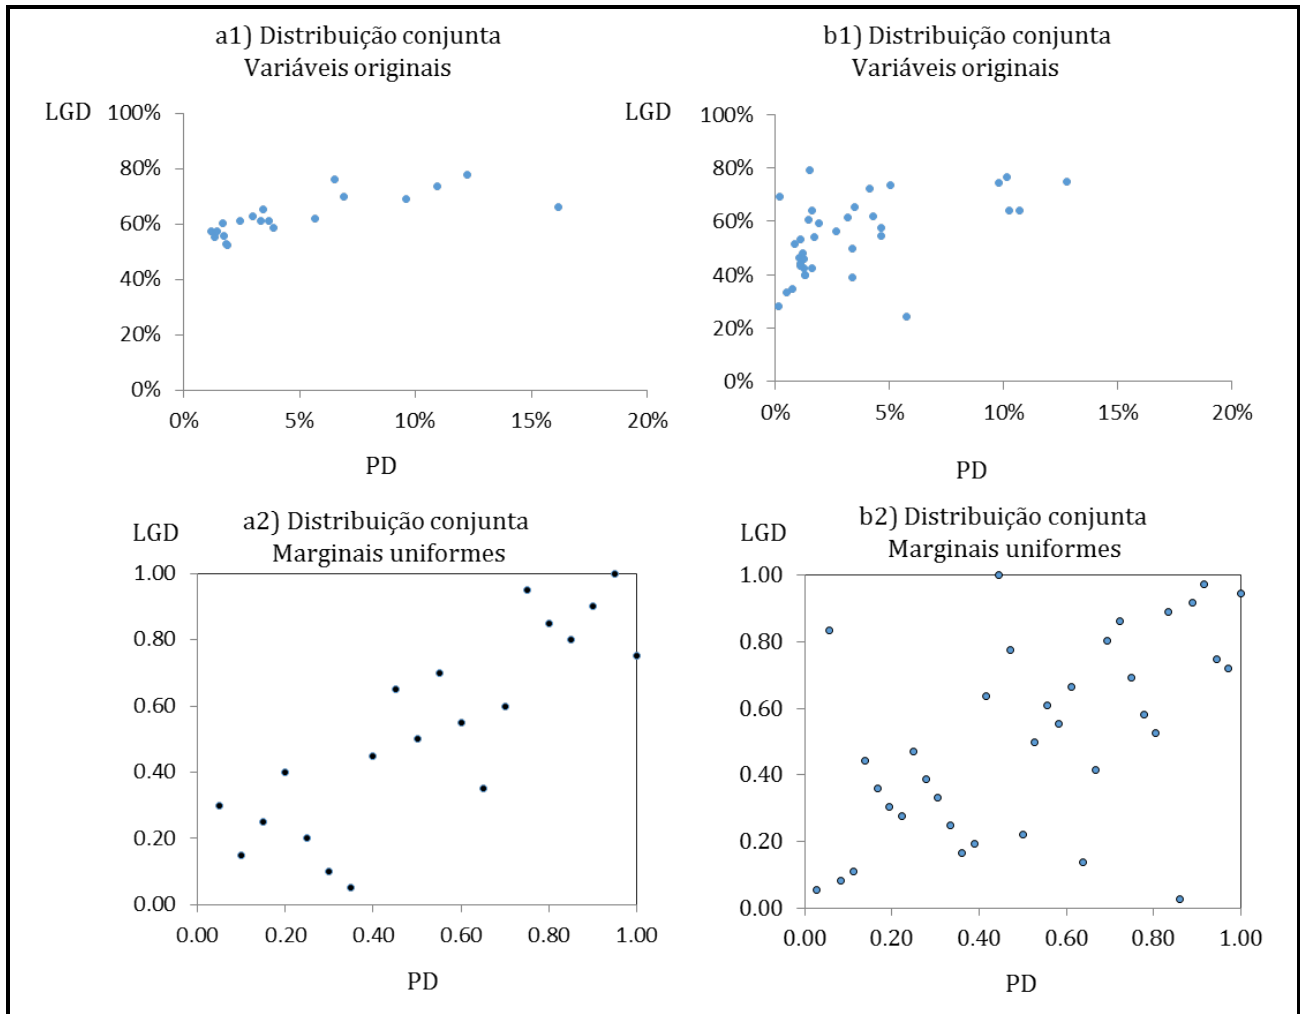 a1) Distribuição conjunta
Variáveis originais
LGD
100%
80%
60%
40%
20%
0%
0% 5% 10% 15% 20%
PD
b1) Distribuição conjunta
Variáveis originais
LGD
100%
80%
60%
40%
20%
0%
0% 5% 10% 15% 20%
PD
a2) Distribuição conjunta
Marginais uniformes
LGD
1.00
0.80
0.60
0.40
0.20
0.00
0.00 0.20 0.40 0.60 0.80 1.00
PD
b2) Distribuição conjunta
Marginais uniformes
LGD
1.00
0.80
0.60
0.40
0.20
0.00
0.00 0.20 0.40 0.60 0.80 1.00
PD